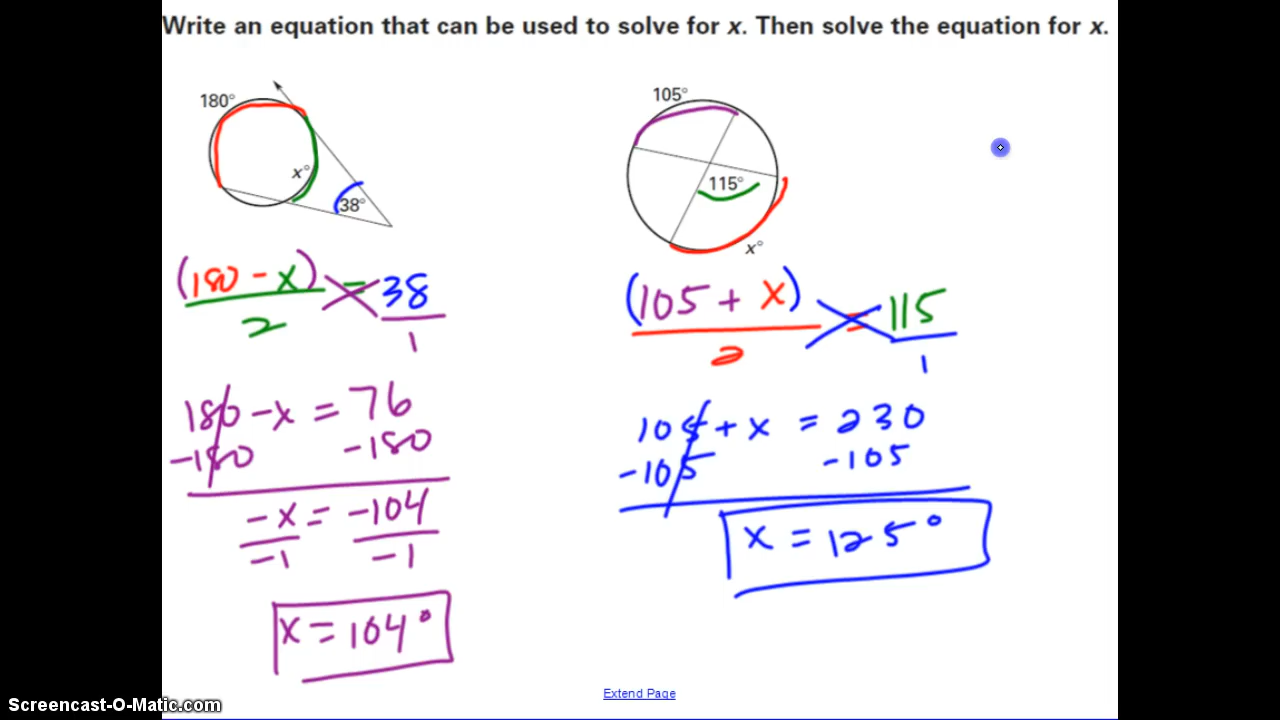 Write an equation that can be used to solve for x. Then solve the equation for x.
180°
x°
38°
(180 - x) = 38
2 1
180 - x = 76
-180 -180
-x = -104
-1 -1
x = 104°
105°
115°
x°
(105 + x) = 115
2 1
105 + x = 230
-105 -105
x = 125°
Extend Page
Screencast-O-Matic.com